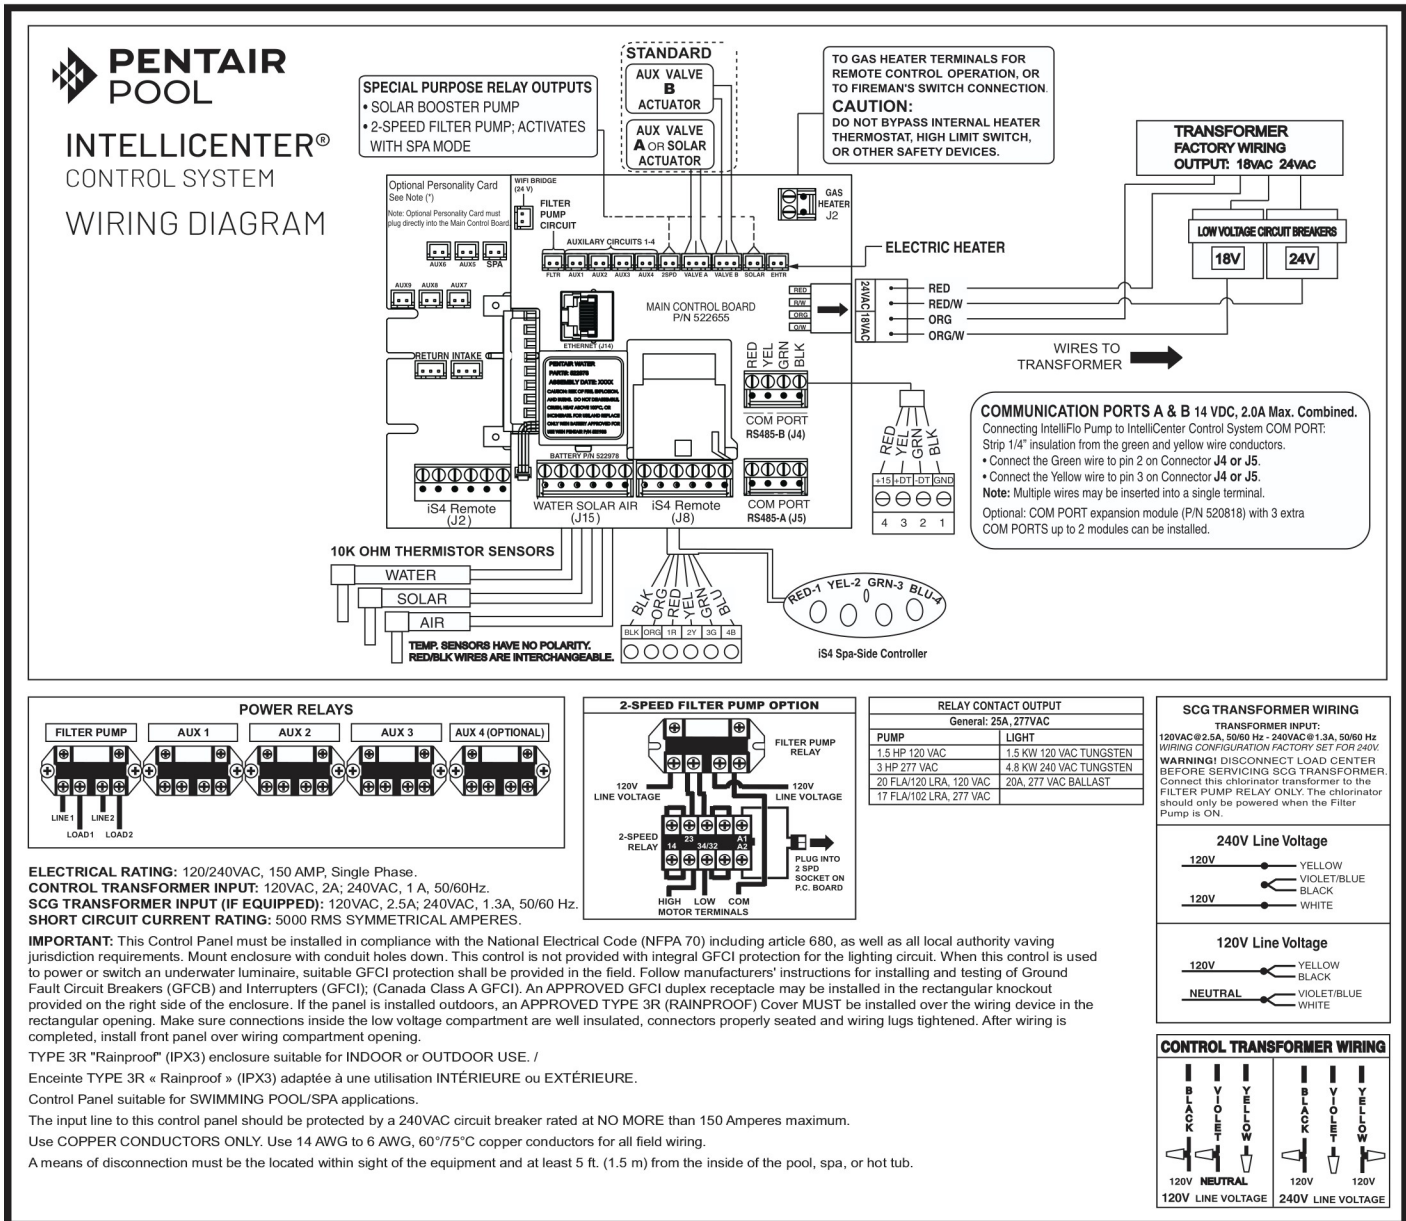 PENTAIR
POOL
INTELLICENTER®
CONTROL SYSTEM
WIRING DIAGRAM
SPECIAL PURPOSE RELAY OUTPUTS
• SOLAR BOOSTER PUMP
• 2-SPEED FILTER PUMP; ACTIVATES
WITH SPA MODE
STANDARD
AUX VALVE
B
ACTUATOR
AUX VALVE
A OR SOLAR
ACTUATOR
TO GAS HEATER TERMINALS FOR
REMOTE CONTROL OPERATION, OR
TO FIREMAN'S SWITCH CONNECTION.
CAUTION:
DO NOT BYPASS INTERNAL HEATER
THERMOSTAT, HIGH LIMIT SWITCH,
OR OTHER SAFETY DEVICES.
TRANSFORMER
FACTORY WIRING
OUTPUT: 18VAC 24VAC
LOW VOLTAGE CIRCUIT BREAKERS
18V
24V
Optional Personality Card
See Note (*)
Note: Optional Personality Card must
plug directly into the Main Control Board.
WIFI BRIDGE
(24 V)
FILTER
PUMP
CIRCUIT
AUXILARY CIRCUITS 1-4
GAS
HEATER
J2
ELECTRIC HEATER
AUX6
AUX5
SPA
AUX9
AUX8
AUX7
FLTR
AUX1
AUX2
AUX3
AUX4
2SPD
VALVE A
VALVE B
SOLAR
EHTR
RED
R/W
ORG
O/W
24VAC
18VAC
RED
RED/W
ORG
ORG/W
WIRES TO
TRANSFORMER
MAIN CONTROL BOARD
P/N 522655
ETHERNET (J14)
RETURN INTAKE
PENTAIR WATER
PART#: 522978
ASSEMBLY DATE: XXXX
BATTERY P/N 522978
RED
YEL
GRN
BLK
COM PORT
RS485-B (J4)
COM PORT
RS485-A (J5)
iS4 Remote
(J2)
WATER SOLAR AIR
(J15)
iS4 Remote
(J8)
RED
YEL
GRN
BLK
+15
+DT
-DT
GND
4
3
2
1
COMMUNICATION PORTS A & B 14 VDC, 2.0A Max. Combined.
Connecting IntelliFlo Pump to IntelliCenter Control System COM PORT:
Strip 1/4" insulation from the green and yellow wire conductors.
• Connect the Green wire to pin 2 on Connector J4 or J5.
• Connect the Yellow wire to pin 3 on Connector J4 or J5.
Note: Multiple wires may be inserted into a single terminal.
Optional: COM PORT expansion module (P/N 520818) with 3 extra
COM PORTS up to 2 modules can be installed.
10K OHM THERMISTOR SENSORS
WATER
SOLAR
AIR
TEMP. SENSORS HAVE NO POLARITY.
RED/BLK WIRES ARE INTERCHANGEABLE.
BLK
ORG
RED
YEL
GRN
BLU
BLK
ORG
1R
2Y
3G
4B
RED-1 YEL-2 GRN-3 BLU-4
iS4 Spa-Side Controller
POWER RELAYS
FILTER PUMP
AUX 1
AUX 2
AUX 3
AUX 4 (OPTIONAL)
LINE1
LINE2
LOAD1
LOAD2
2-SPEED FILTER PUMP OPTION
FILTER PUMP
RELAY
120V
LINE VOLTAGE
120V
LINE VOLTAGE
2-SPEED
RELAY
14
23
34/32
A1
A2
PLUG INTO
2 SPD
SOCKET ON
P.C. BOARD
HIGH LOW COM
MOTOR TERMINALS
RELAY CONTACT OUTPUT
General: 25A, 277VAC
PUMP LIGHT
1.5 HP 120 VAC 1.5 KW 120 VAC TUNGSTEN
3 HP 277 VAC 4.8 KW 240 VAC TUNGSTEN
20 FLA/120 LRA, 120 VAC 20A, 277 VAC BALLAST
17 FLA/102 LRA, 277 VAC
SCG TRANSFORMER WIRING
TRANSFORMER INPUT:
120VAC@2.5A, 50/60 Hz - 240VAC@1.3A, 50/60 Hz
WIRING CONFIGURATION FACTORY SET FOR 240V.
WARNING! DISCONNECT LOAD CENTER
BEFORE SERVICING SCG TRANSFORMER.
Connect this chlorinator transformer to the
FILTER PUMP RELAY ONLY. The chlorinator
should only be powered when the Filter
Pump is ON.
240V Line Voltage
120V
YELLOW
VIOLET/BLUE
BLACK
120V
WHITE
120V Line Voltage
120V
YELLOW
BLACK
NEUTRAL
VIOLET/BLUE
WHITE
CONTROL TRANSFORMER WIRING
BLACK
VIOLET
YELLOW
120V NEUTRAL
120V LINE VOLTAGE
BLACK
VIOLET
YELLOW
120V 120V
240V LINE VOLTAGE
ELECTRICAL RATING: 120/240VAC, 150 AMP, Single Phase.
CONTROL TRANSFORMER INPUT: 120VAC, 2A; 240VAC, 1 A, 50/60Hz.
SCG TRANSFORMER INPUT (IF EQUIPPED): 120VAC, 2.5A; 240VAC, 1.3A, 50/60 Hz.
SHORT CIRCUIT CURRENT RATING: 5000 RMS SYMMETRICAL AMPERES.
IMPORTANT: This Control Panel must be installed in compliance with the National Electrical Code (NFPA 70) including article 680, as well as all local authority vaving
jurisdiction requirements. Mount enclosure with conduit holes down. This control is not provided with integral GFCI protection for the lighting circuit. When this control is used
to power or switch an underwater luminaire, suitable GFCI protection shall be provided in the field. Follow manufacturers' instructions for installing and testing of Ground
Fault Circuit Breakers (GFCB) and Interrupters (GFCI); (Canada Class A GFCI). An APPROVED GFCI duplex receptacle may be installed in the rectangular knockout
provided on the right side of the enclosure. If the panel is installed outdoors, an APPROVED TYPE 3R (RAINPROOF) Cover MUST be installed over the wiring device in the
rectangular opening. Make sure connections inside the low voltage compartment are well insulated, connectors properly seated and wiring lugs tightened. After wiring is
completed, install front panel over wiring compartment opening.
TYPE 3R "Rainproof" (IPX3) enclosure suitable for INDOOR or OUTDOOR USE. /
Enceinte TYPE 3R « Rainproof » (IPX3) adaptée à une utilisation INTÉRIEURE ou EXTÉRIEURE.
Control Panel suitable for SWIMMING POOL/SPA applications.
The input line to this control panel should be protected by a 240VAC circuit breaker rated at NO MORE than 150 Amperes maximum.
Use COPPER CONDUCTORS ONLY. Use 14 AWG to 6 AWG, 60°/75°C copper conductors for all field wiring.
A means of disconnection must be the located within sight of the equipment and at least 5 ft. (1.5 m) from the inside of the pool, spa, or hot tub.